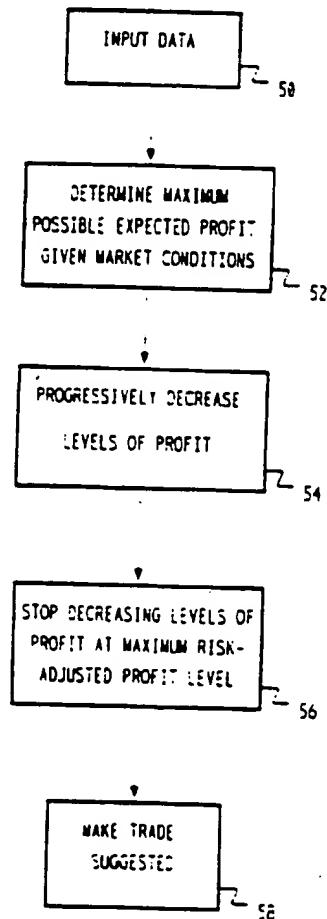 INPUT DATA
50
DETERMINE MAXIMUM
POSSIBLE EXPECTED PROFIT
GIVEN MARKET CONDITIONS
52
PROGRESSIVELY DECREASE
LEVELS OF PROFIT
54
STOP DECREASING LEVELS OF
PROFIT AT MAXIMUM RISK-
ADJUSTED PROFIT LEVEL
56
MAKE TRADE
SUGGESTED
58